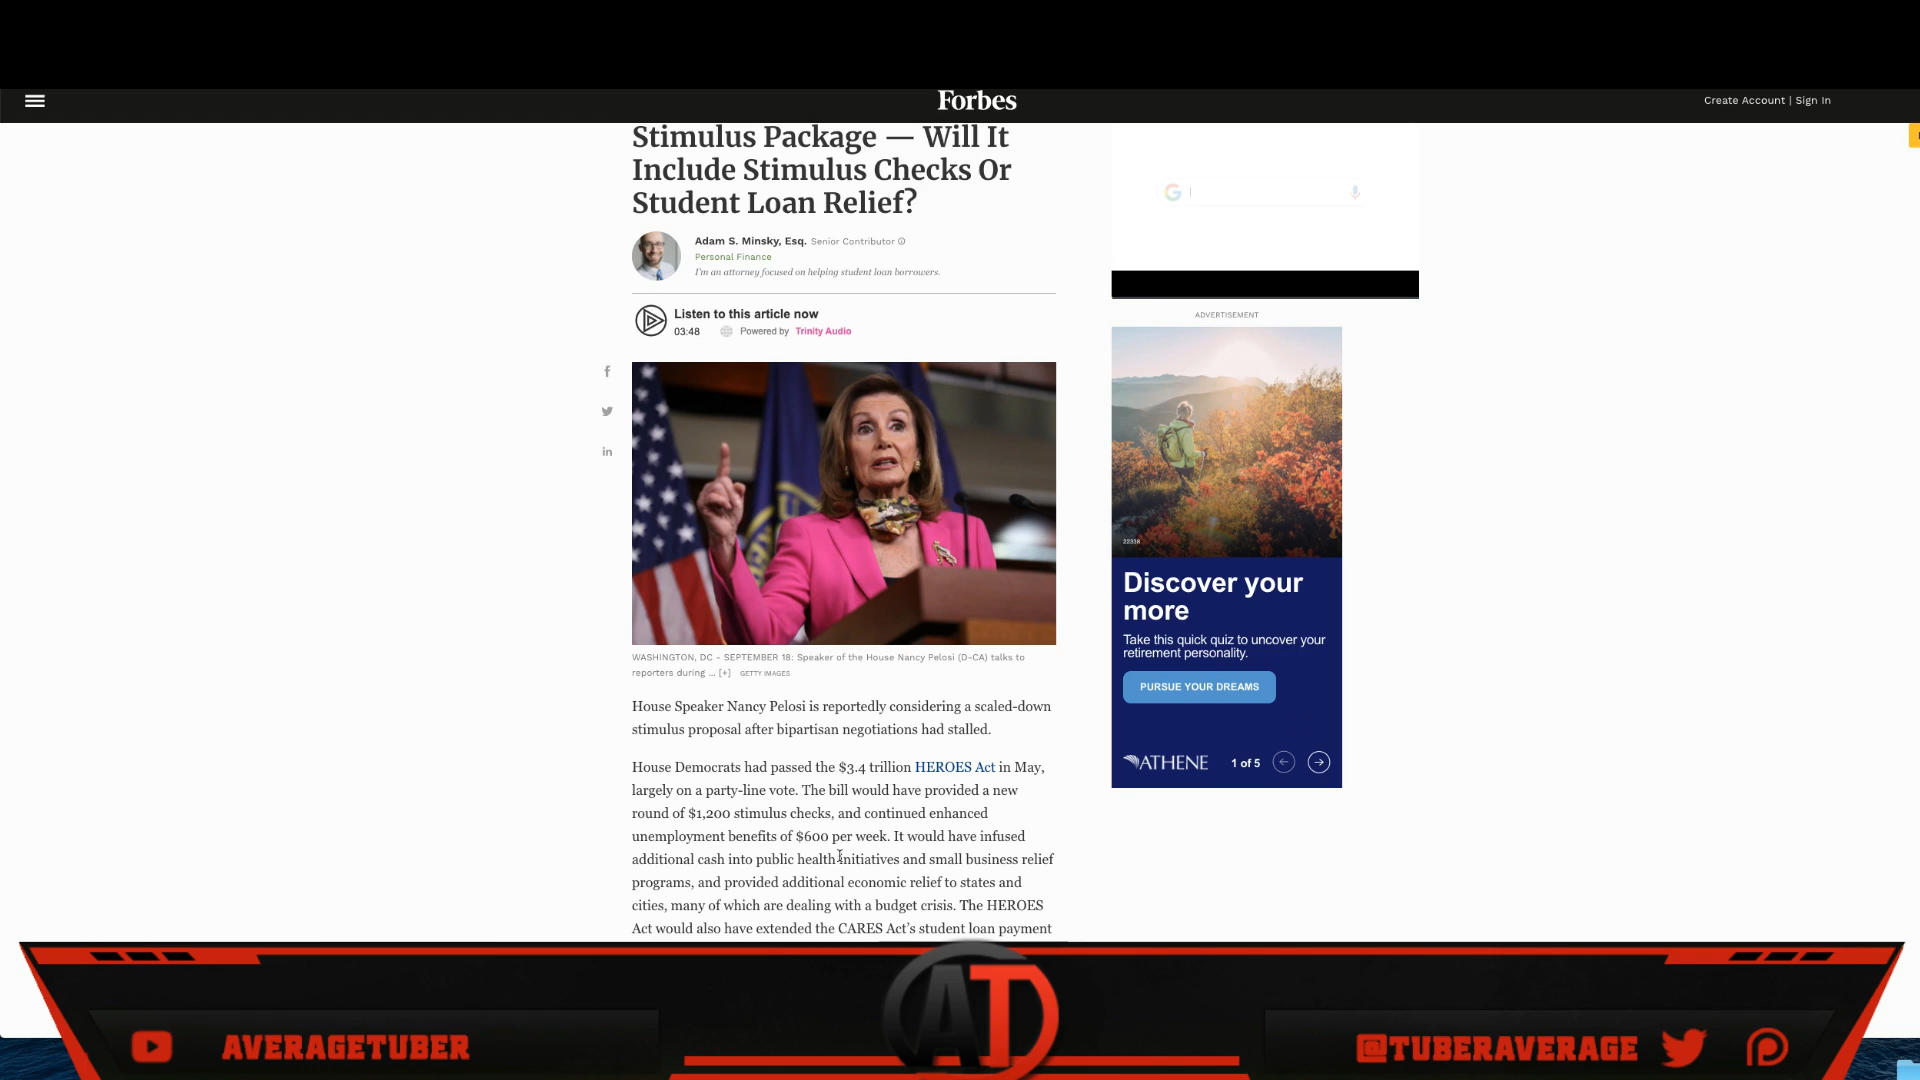 Forbes
Create Account | Sign In
Stimulus Package — Will It
Include Stimulus Checks Or
Student Loan Relief?
Adam S. Minsky, Esq. Senior Contributor
Personal Finance
I'm an attorney focused on helping student loan borrowers.
Listen to this article now
03:48 Powered by Trinity Audio
WASHINGTON, DC - SEPTEMBER 18: Speaker of the House Nancy Pelosi (D-CA) talks to
reporters during ... [+] GETTY IMAGES
House Speaker Nancy Pelosi is reportedly considering a scaled-down
stimulus proposal after bipartisan negotiations had stalled.
House Democrats had passed the $3.4 trillion HEROES Act in May,
largely on a party-line vote. The bill would have provided a new
round of $1,200 stimulus checks, and continued enhanced
unemployment benefits of $600 per week. It would have infused
additional cash into public health initiatives and small business relief
programs, and provided additional economic relief to states and
cities, many of which are dealing with a budget crisis. The HEROES
Act would also have extended the CARES Act's student loan payment
ADVERTISEMENT
22338
Discover your
more
Take this quick quiz to uncover your
retirement personality.
PURSUE YOUR DREAMS
ATHENE 1 of 5
AVERAGETUBER
AT
@TUBERAVERAGE